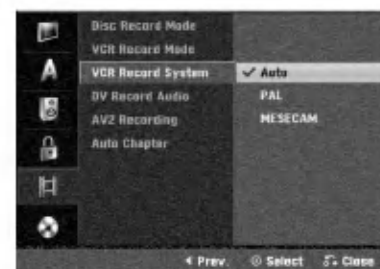 Disc Record Mode
VCR Record Mode
VCR Record System ✓ Auto
DV Record Audio PAL
AV2 Recording MESECAM
Auto Chapter
A
Prev. Select Close